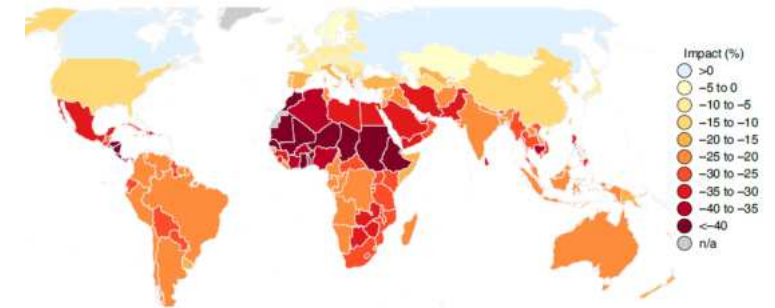 Impact (%)
>0
−5 to 0
−10 to −5
−15 to −10
−20 to −15
−25 to −20
−30 to −25
−35 to −30
−40 to −35
<−40
n/a